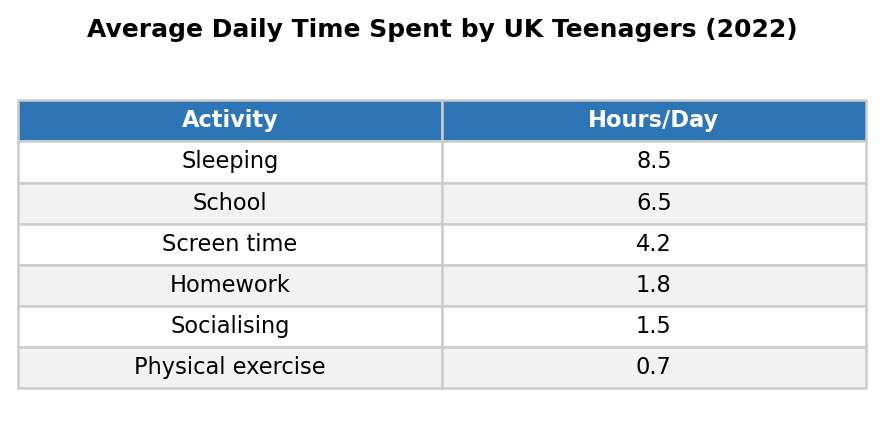 Average Daily Time Spent by UK Teenagers (2022)
Activity Hours/Day
Sleeping 8.5
School 6.5
Screen time 4.2
Homework 1.8
Socialising 1.5
Physical exercise 0.7